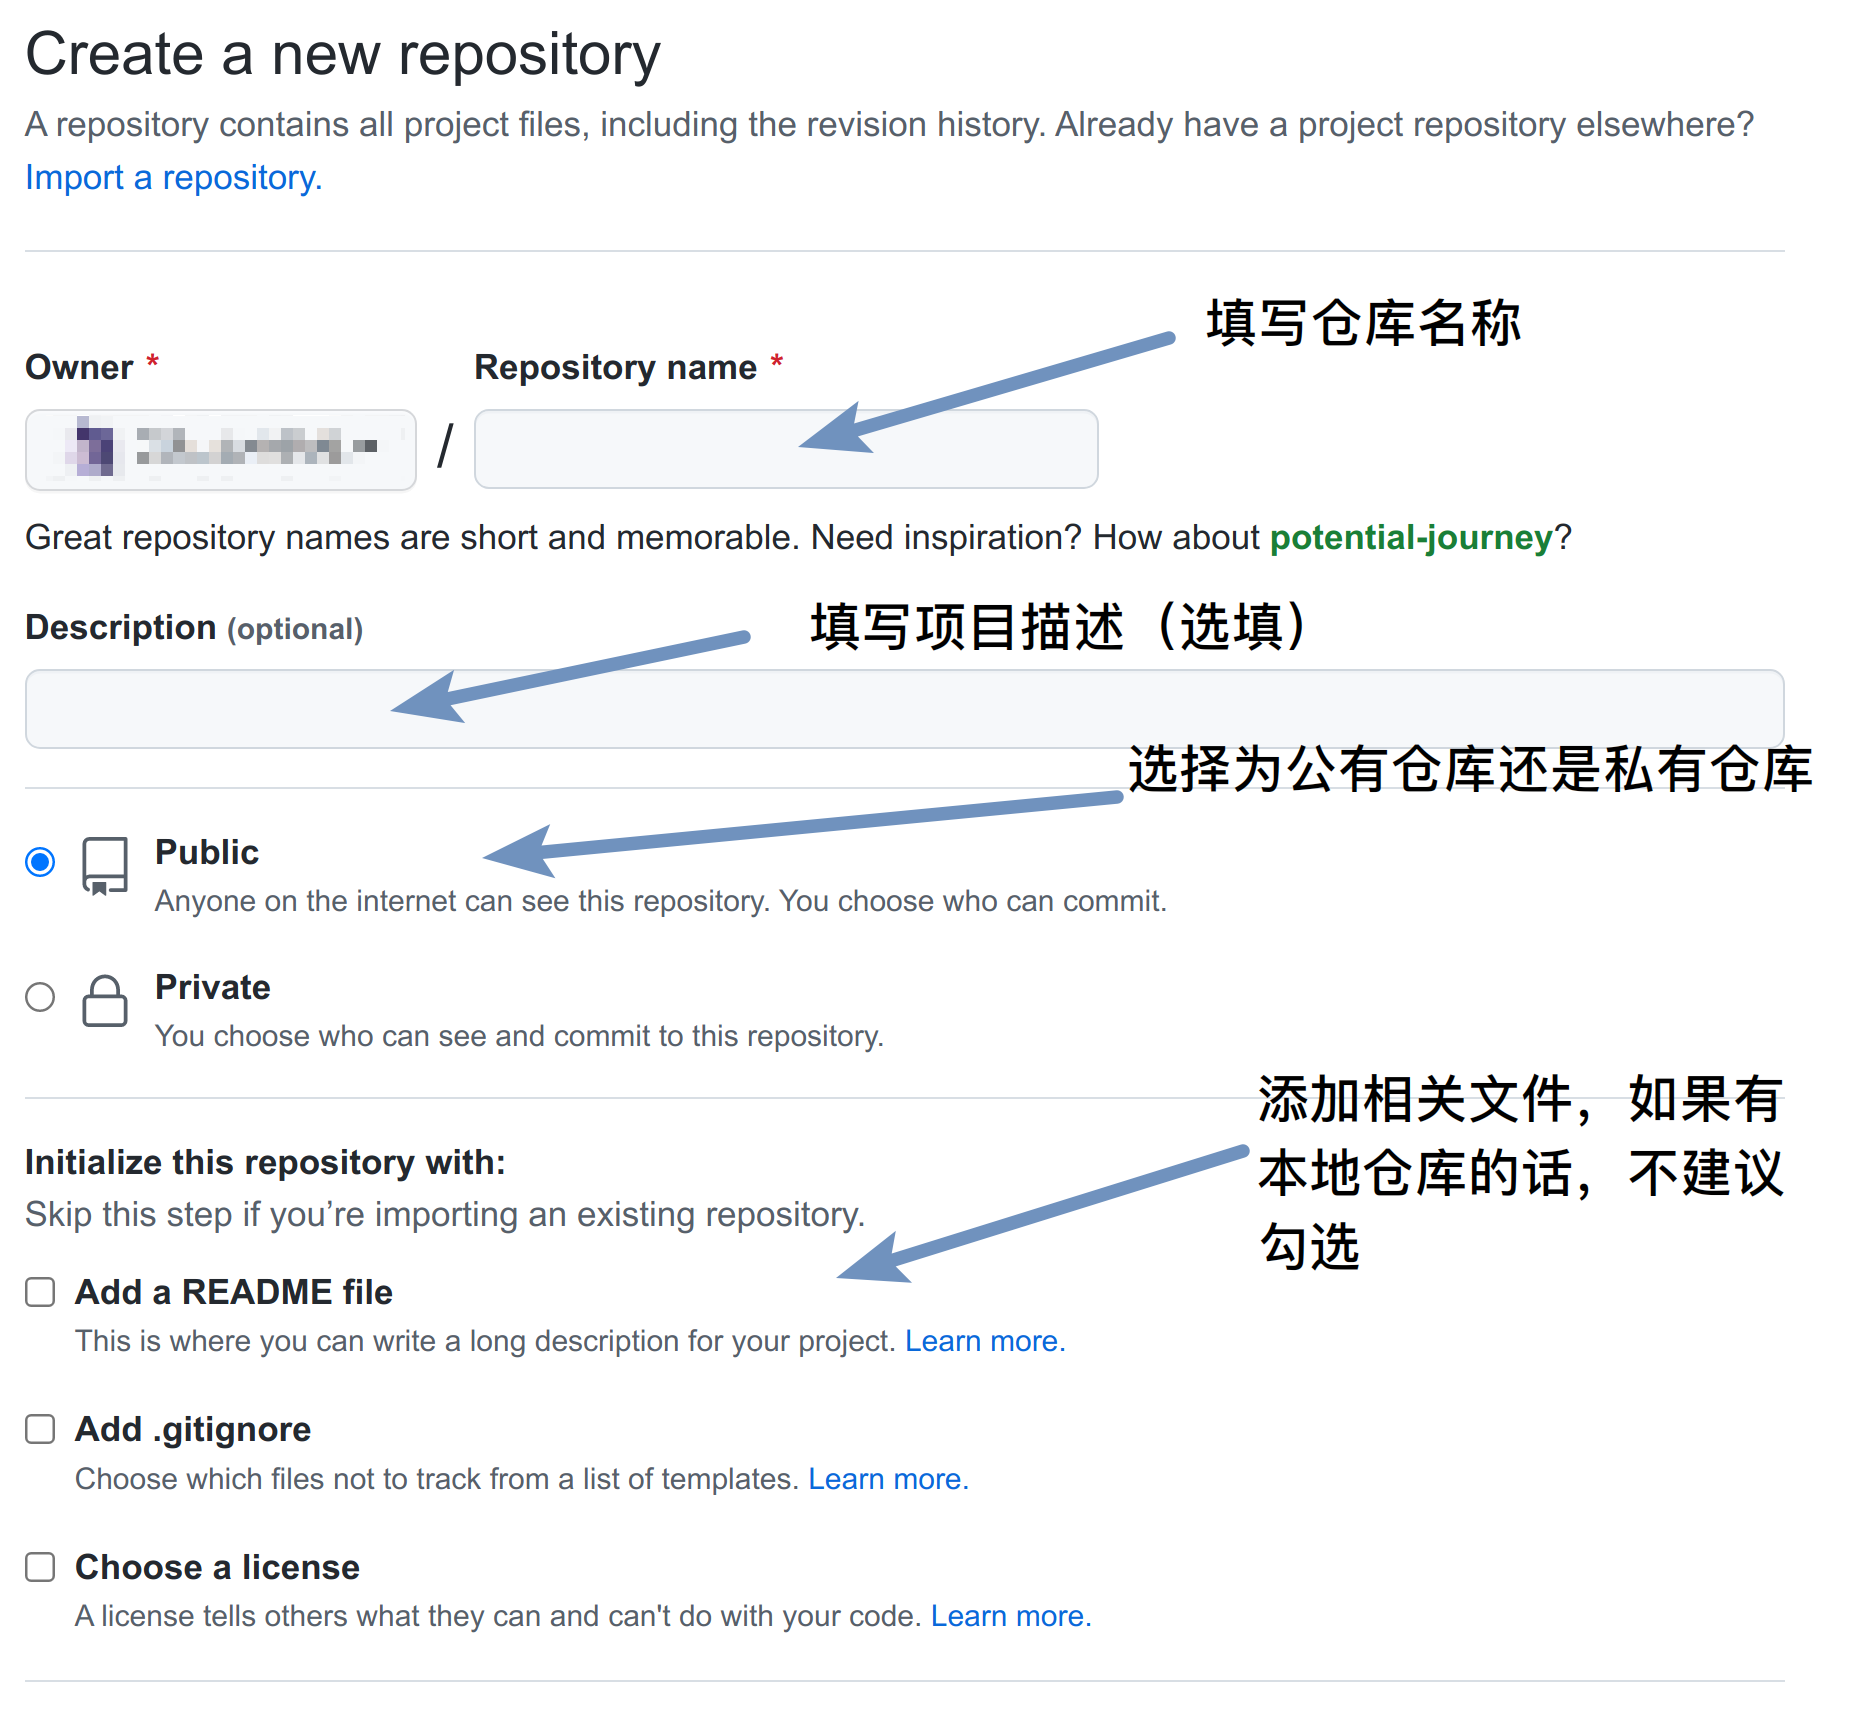 Create a new repository
A repository contains all project files, including the revision history. Already have a project repository elsewhere?
Import a repository.
填写仓库名称
Owner *
Repository name *
/
Great repository names are short and memorable. Need inspiration? How about potential-journey?
填写项目描述（选填）
Description (optional)
选择为公有仓库还是私有仓库
Public
Anyone on the internet can see this repository. You choose who can commit.
Private
You choose who can see and commit to this repository.
添加相关文件，如果有
本地仓库的话，不建议
勾选
Initialize this repository with:
Skip this step if you’re importing an existing repository.
Add a README file
This is where you can write a long description for your project. Learn more.
Add .gitignore
Choose which files not to track from a list of templates. Learn more.
Choose a license
A license tells others what they can and can't do with your code. Learn more.